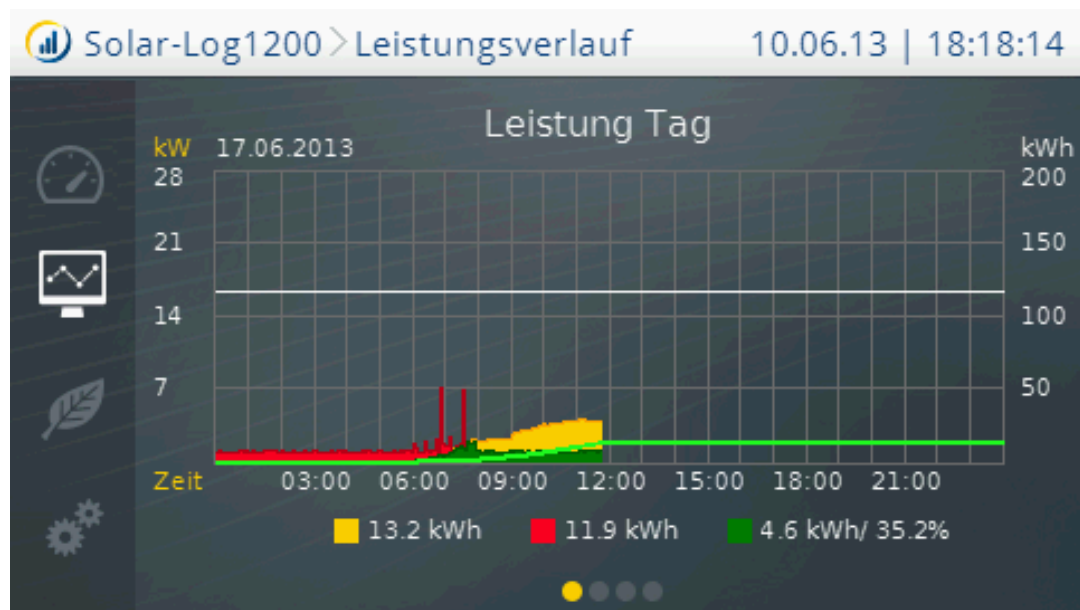 Solar-Log1200 > Leistungsverlauf 10.06.13 | 18:18:14
Leistung Tag
kW 17.06.2013 kWh
28 200
21 150
14 100
7 50
Zeit 03:00 06:00 09:00 12:00 15:00 18:00 21:00
13.2 kWh 11.9 kWh 4.6 kWh/ 35.2%